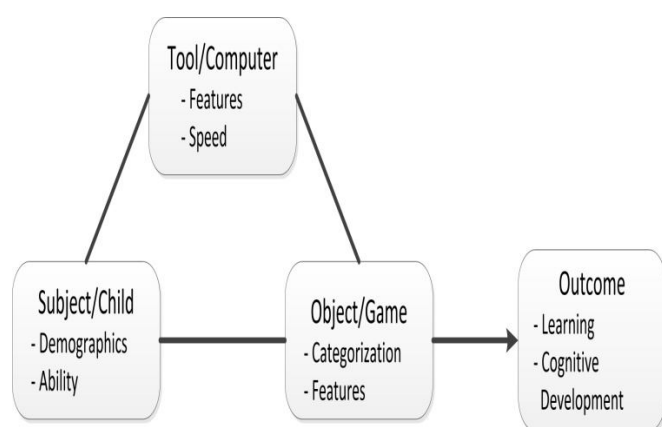 Tool/Computer
- Features
- Speed
Subject/Child
- Demographics
- Ability
Object/Game
- Categorization
- Features
Outcome
- Learning
- Cognitive
Development